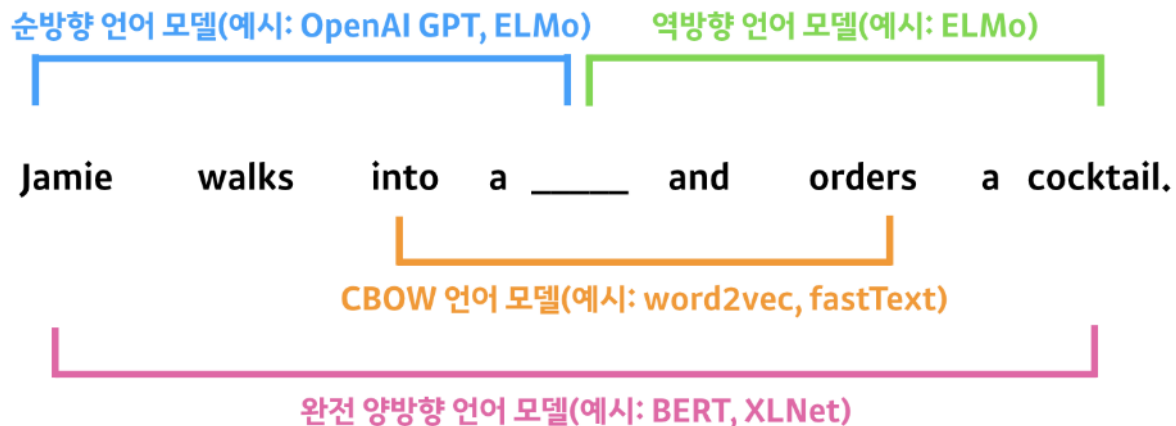 순방향 언어 모델(예시: OpenAI GPT, ELMo) 역방향 언어 모델(예시: ELMo)
Jamie walks into a _____ and orders a cocktail.
CBOW 언어 모델(예시: word2vec, fastText)
완전 양방향 언어 모델(예시: BERT, XLNet)